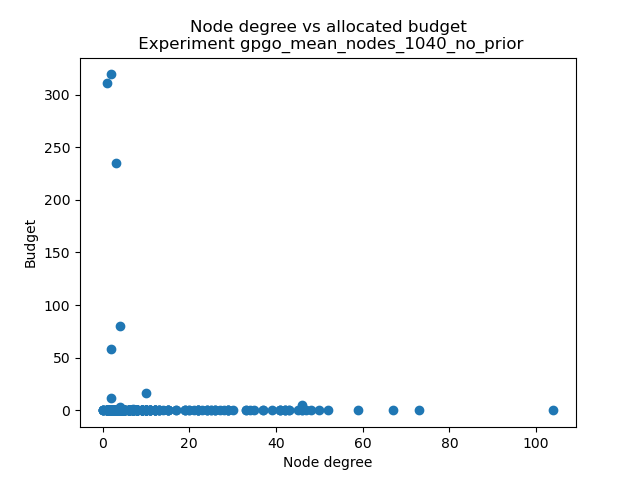 Node degree vs allocated budget
Experiment gpgo_mean_nodes_1040_no_prior
300
250
200
150
100
50
0
Budget
0 20 40 60 80 100
Node degree